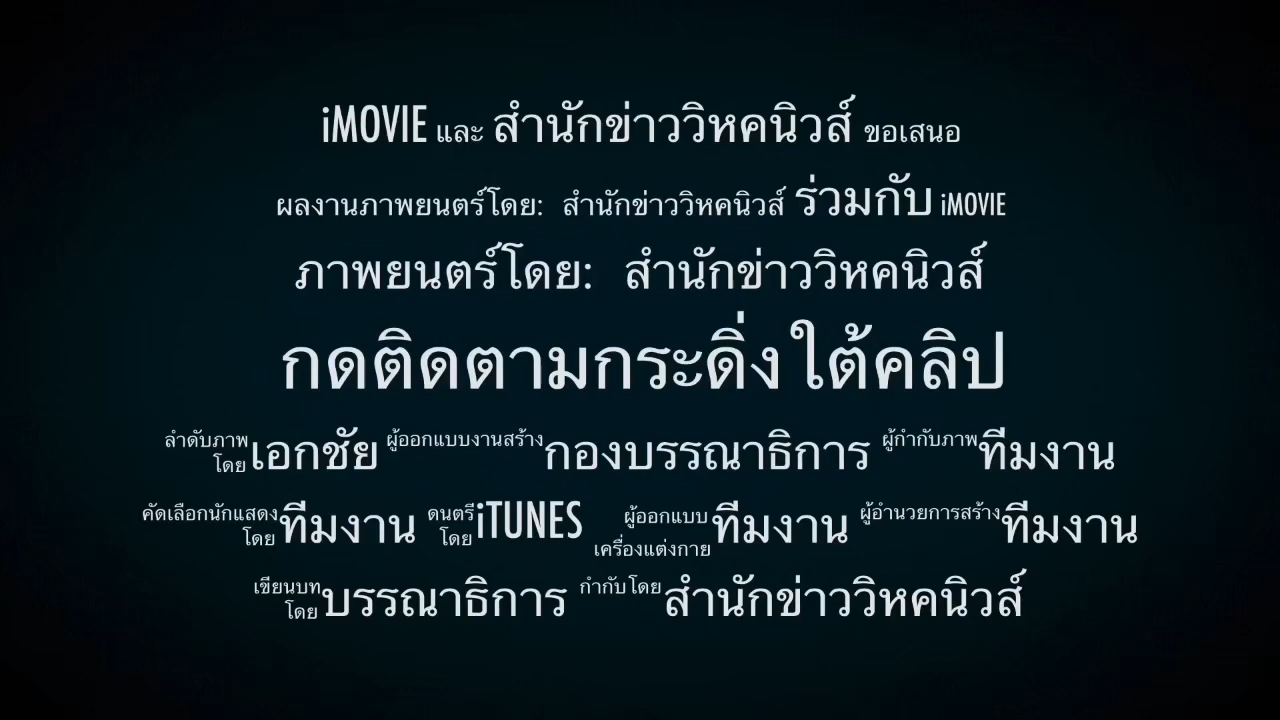 iMOVIE และ สำนักข่าววิหคนิวส์ ขอเสนอ
ผลงานภาพยนตร์โดย: สำนักข่าววิหคนิวส์ ร่วมกับ iMOVIE
ภาพยนตร์โดย: สำนักข่าววิหคนิวส์
กดติดตามกระดิ่ง ใต้คลิป
ลำดับภาพโดย เอกชัย ผู้ออกแบบงานสร้าง กองบรรณาธิการ ผู้กำกับภาพ ทีมงาน
คัดเลือกนักแสดงโดย ทีมงาน ดนตรีโดย iTUNES ผู้ออกแบบเครื่องแต่งกาย ทีมงาน ผู้อำนวยการสร้าง ทีมงาน
เขียนบทโดย บรรณาธิการ กำกับโดย สำนักข่าววิหคนิวส์